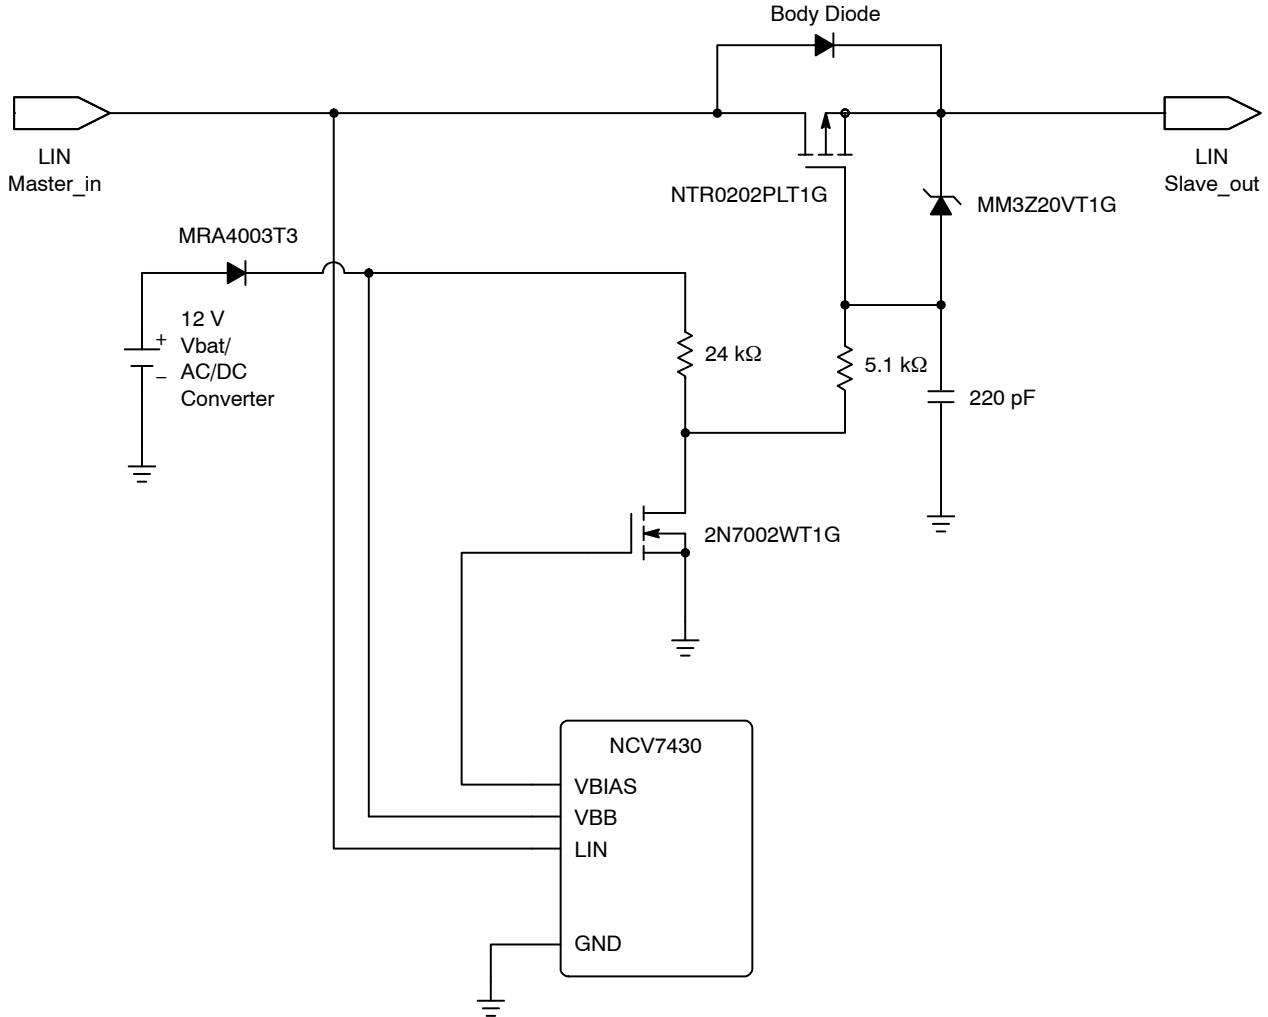 Body Diode
LIN
Master_in
LIN
Slave_out
NTR0202PLT1G
MM3Z20VT1G
MRA4003T3
+
−
12 V
Vbat/
AC/DC
Converter
24 kΩ
5.1 kΩ
220 pF
2N7002WT1G
NCV7430
VBIAS
VBB
LIN
GND